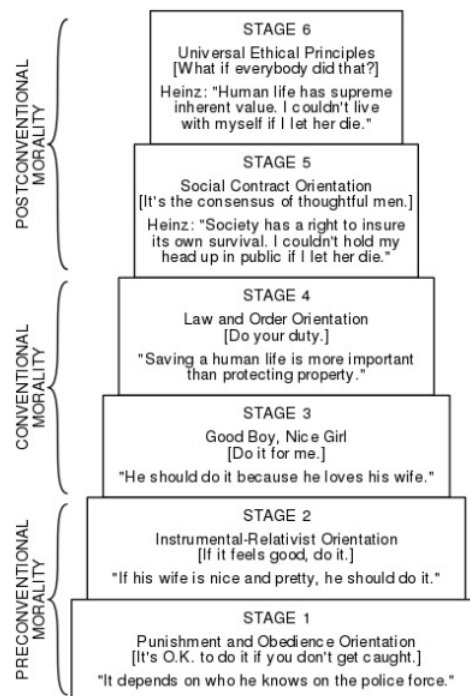 STAGE 6
Universal Ethical Principles
[What if everybody did that?]
Heinz: "Human life has supreme
inherent value. I couldn't live
with myself if I let her die."
STAGE 5
Social Contract Orientation
[It's the consensus of thoughtful men.]
Heinz: "Society has a right to insure
its own survival. I couldn't hold my
head up in public if I let her die."
POSTCONVENTIONAL
MORALITY
STAGE 4
Law and Order Orientation
[Do your duty.]
"Saving a human life is more important
than protecting property."
STAGE 3
Good Boy, Nice Girl
[Do it for me.]
"He should do it because he loves his wife."
CONVENTIONAL
MORALITY
STAGE 2
Instrumental-Relativist Orientation
[If it feels good, do it.]
"If his wife is nice and pretty, he should do it."
STAGE 1
Punishment and Obedience Orientation
[It's O.K. to do it if you don't get caught.]
"It depends on who he knows on the police force."
PRECONVENTIONAL
MORALITY